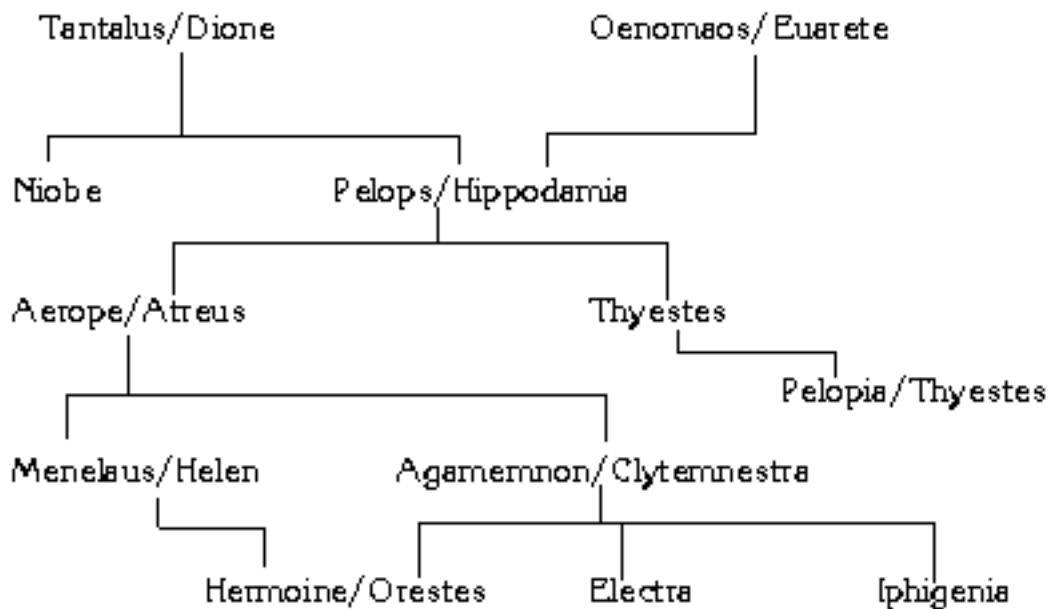 Tantalus/Dione Oenomaos/Euarete
Niobe Pelops/Hippodamia
Aerope/Atreus Thyestes
Pelopia/Thyestes
Menelaus/Helen Agamemnon/Clytemnestra
Hermoine/Orestes Electra Iphigenia